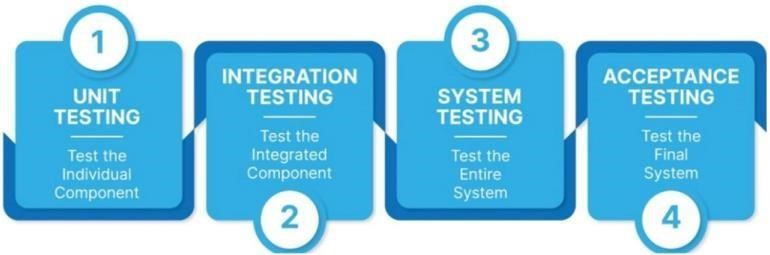 1
UNIT
TESTING
Test the
Individual
Component
INTEGRATION
TESTING
Test the
Integrated
Component
2
3
SYSTEM
TESTING
Test the
Entire
System
ACCEPTANCE
TESTING
Test the
Final
System
4